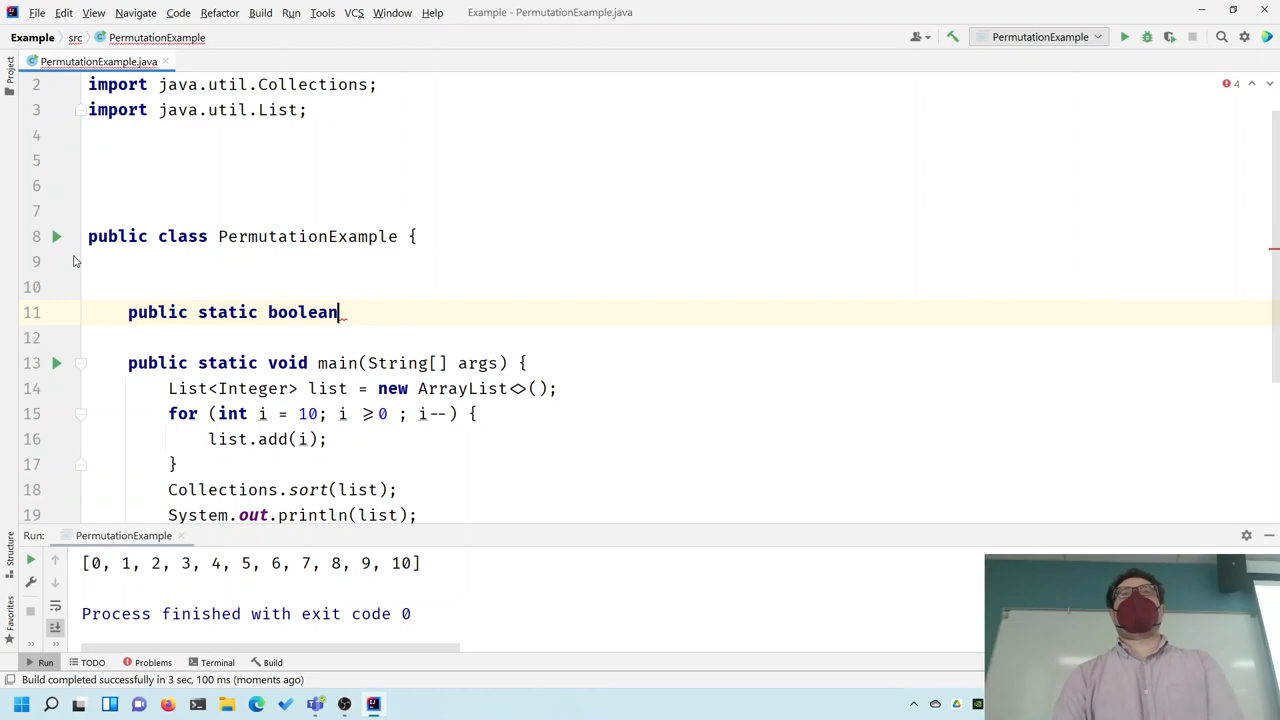 File Edit View Navigate Code Refactor Build Run Tools VCS Window Help Example - PermutationExample.java
Example src PermutationExample PermutationExample
Project
PermutationExample.java
2 import java.util.Collections; 4
3 import java.util.List;
4
5
6
7
8 public class PermutationExample {
9
10
11 public static boolean
12
13 public static void main(String[] args) {
14 List<Integer> list = new ArrayList<>();
15 for (int i = 10; i >=0 ; i--) {
16 list.add(i);
17 }
18 Collections.sort(list);
19 System.out.println(list);
Structure
Favorites
Run: PermutationExample
[0, 1, 2, 3, 4, 5, 6, 7, 8, 9, 10]
Process finished with exit code 0
Run TODO Problems Terminal Build
Build completed successfully in 3 sec, 100 ms (moments ago)